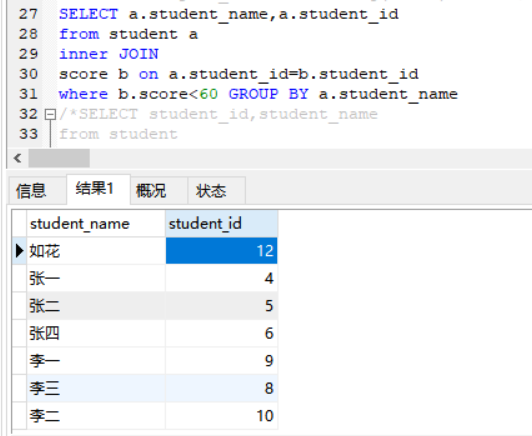 27 SELECT a.student_name,a.student_id
28 from student a
29 inner JOIN
30 score b on a.student_id=b.student_id
31 where b.score<60 GROUP BY a.student_name
32 /*SELECT student_id,student_name
33 from student
信息 结果1 概况 状态
student_name student_id
如花 12
张一 4
张二 5
张四 6
李一 9
李三 8
李二 10